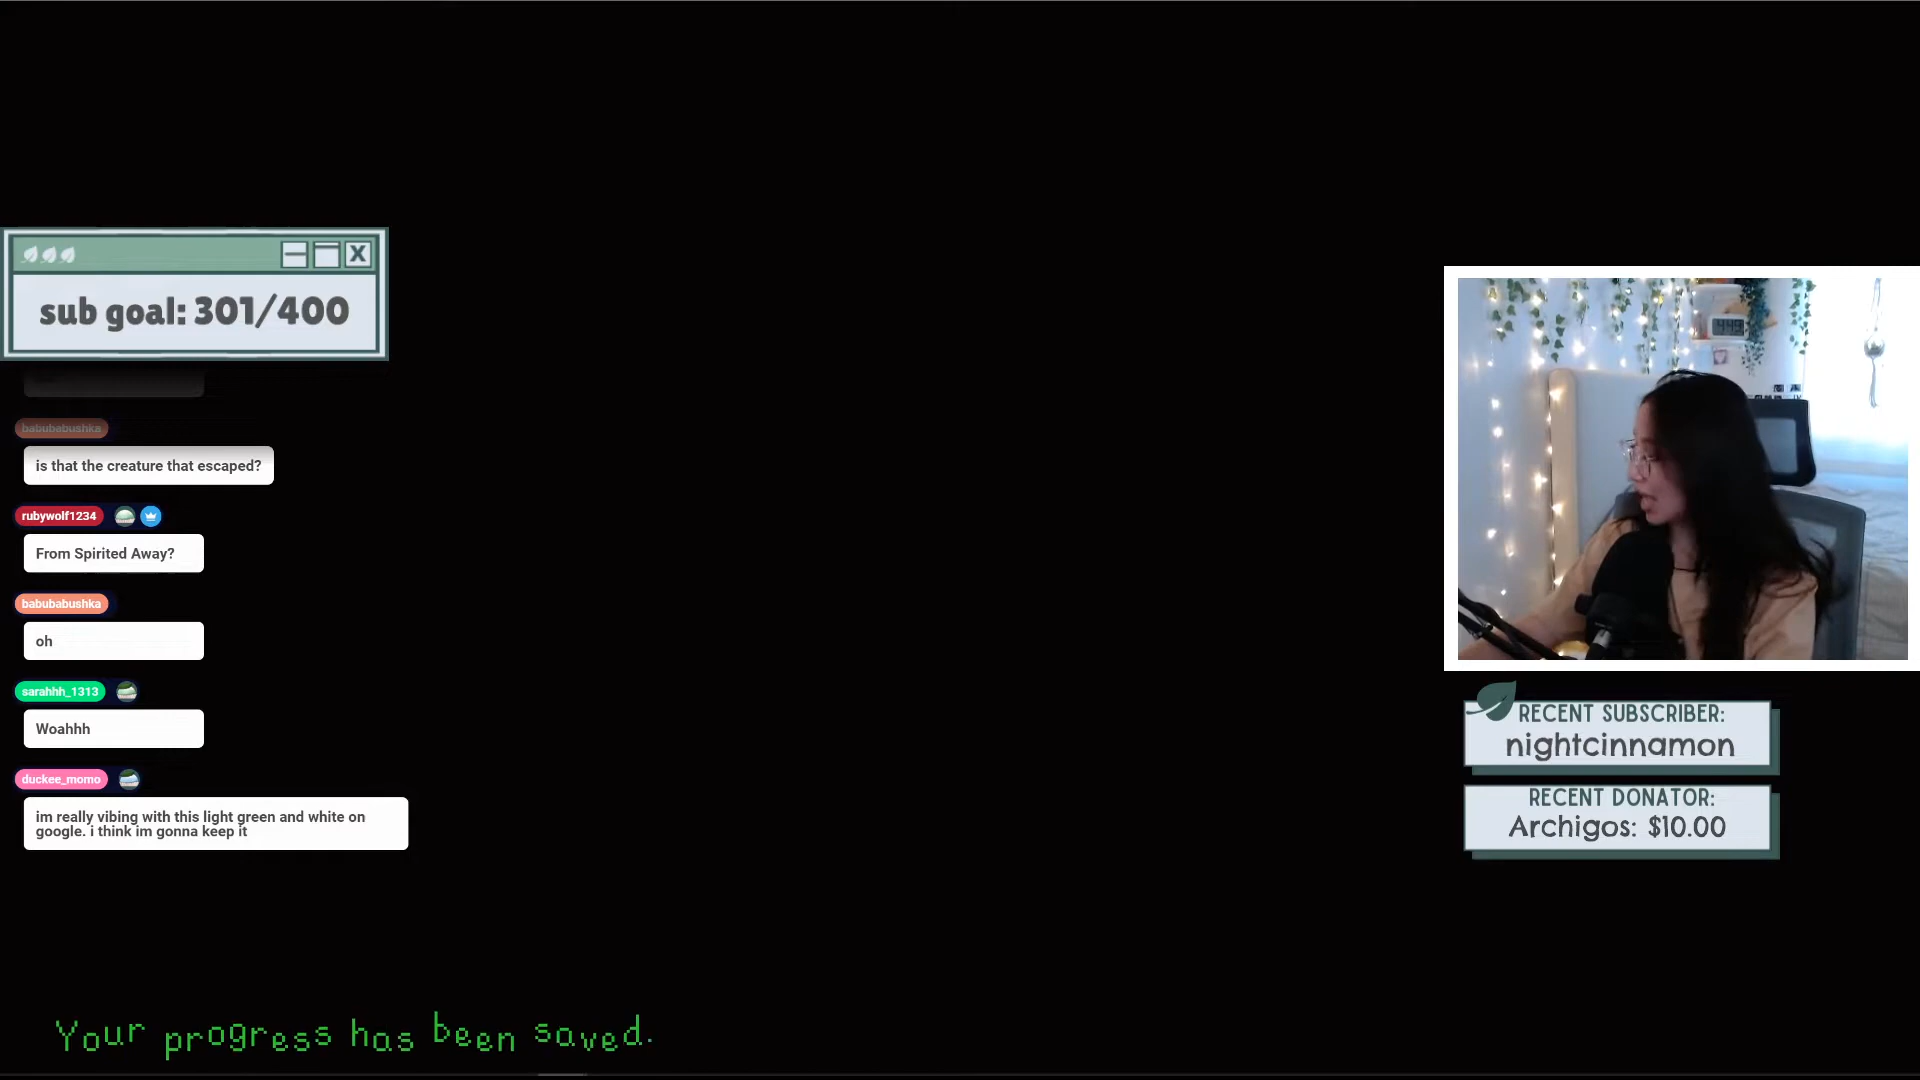 sub goal: 301/400
babubabushka
is that the creature that escaped?
rubywolf1234
From Spirited Away?
babubabushka
oh
sarahhh_1313
Woahhh
duckee_momo
im really vibing with this light green and white on
google. i think im gonna keep it
RECENT SUBSCRIBER:
nightcinnamon
RECENT DONATOR:
Archigos: $10.00
Your progress has been saved.